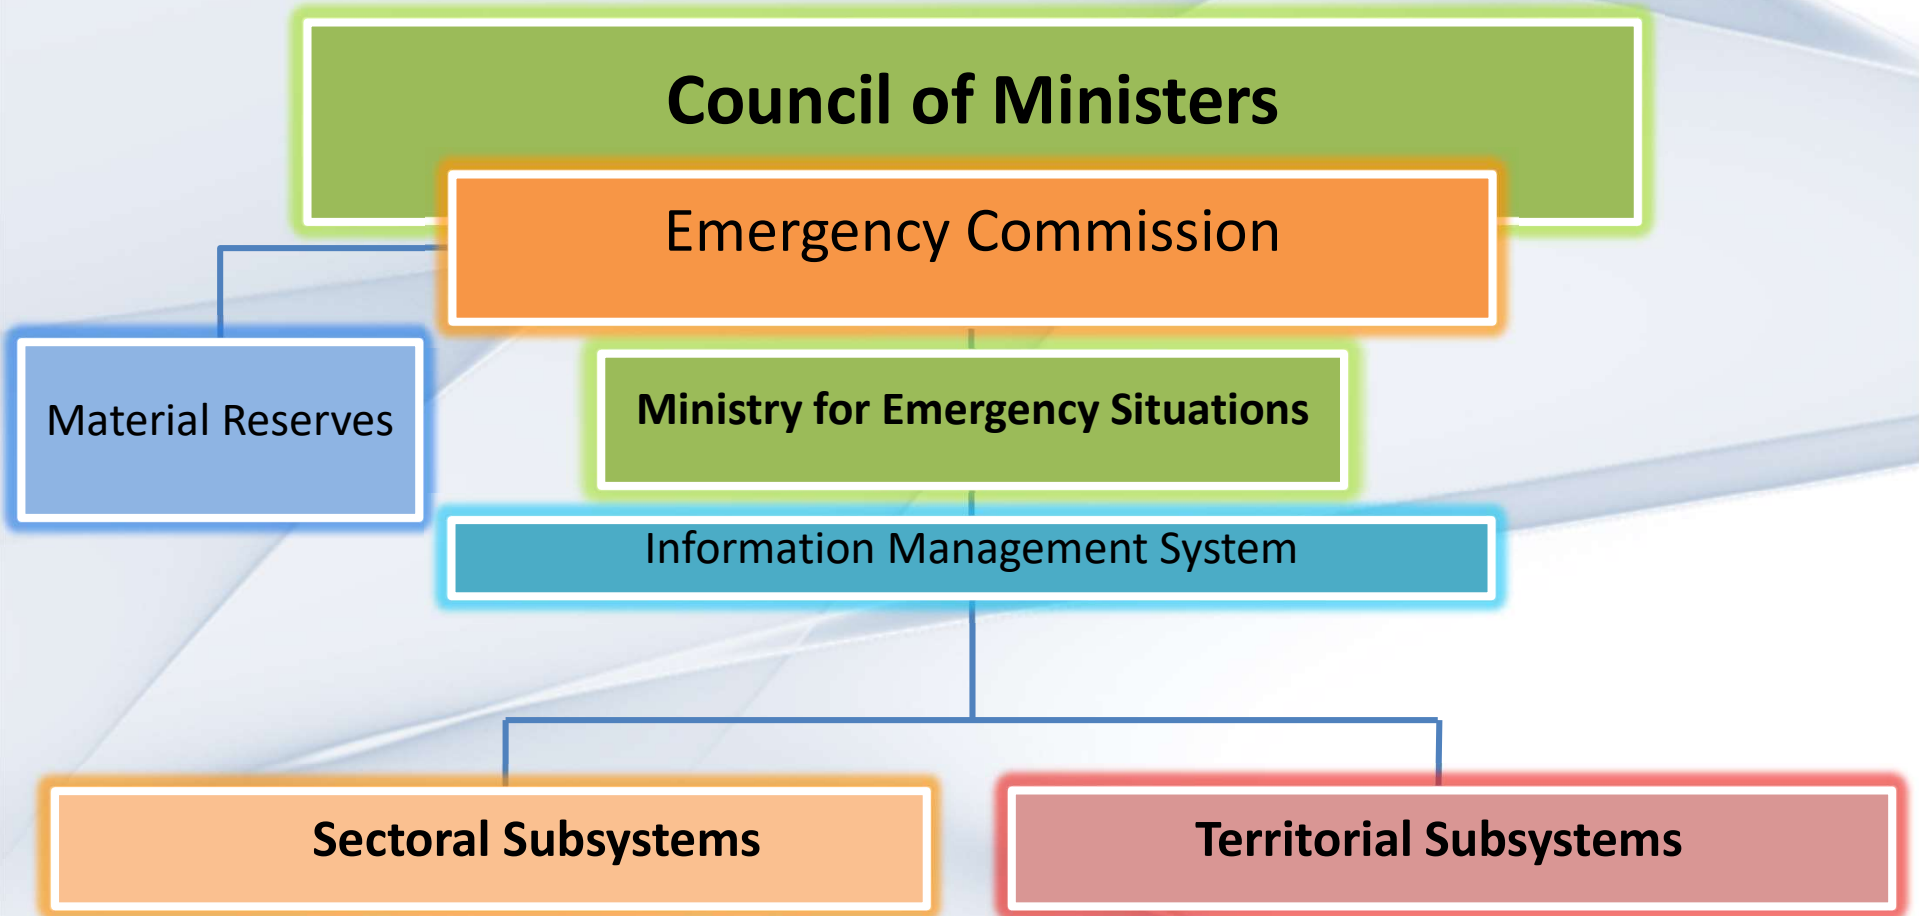 Council of Ministers
Emergency Commission
Material Reserves
Ministry for Emergency Situations
Information Management System
Sectoral Subsystems
Territorial Subsystems